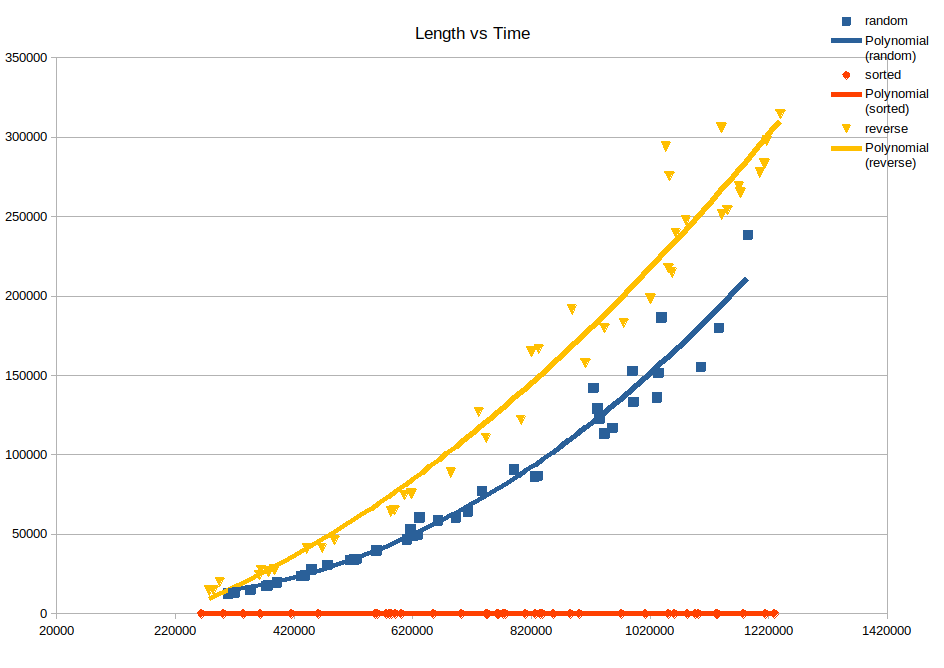 Length vs Time
random
Polynomial
(random)
sorted
Polynomial
(sorted)
reverse
Polynomial
(reverse)
350000
300000
250000
200000
150000
100000
50000
0
20000
220000
420000
620000
820000
1020000
1220000
1420000